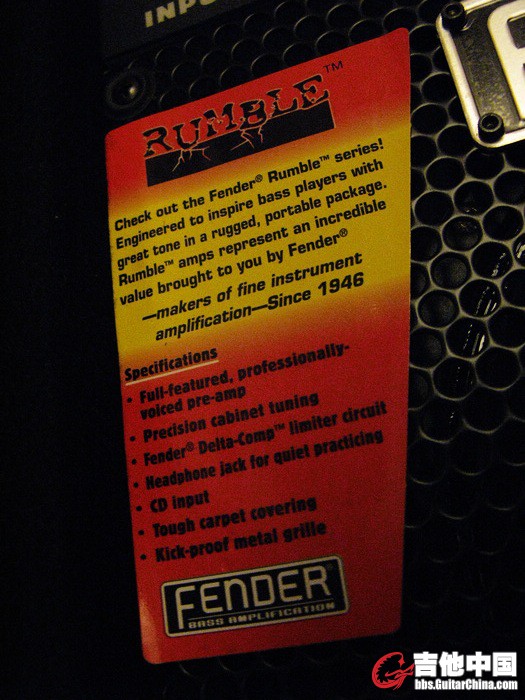 INPU
RUMBLE™
Check out the Fender® Rumble™ series!
Engineered to inspire bass players with
great tone in a rugged, portable package.
Rumble™ amps represent an incredible
value brought to you by Fender®
—makers of fine instrument
amplification—Since 1946
Specifications
• Full-featured, professionally-
voiced pre-amp
• Precision cabinet tuning
• Fender® Delta-Comp™ limiter circuit
• Headphone jack for quiet practicing
• CD input
• Tough carpet covering
• Kick-proof metal grille
FENDER®
BASS AMPLIFICATION
吉他中国
bbs.GuitarChina.com